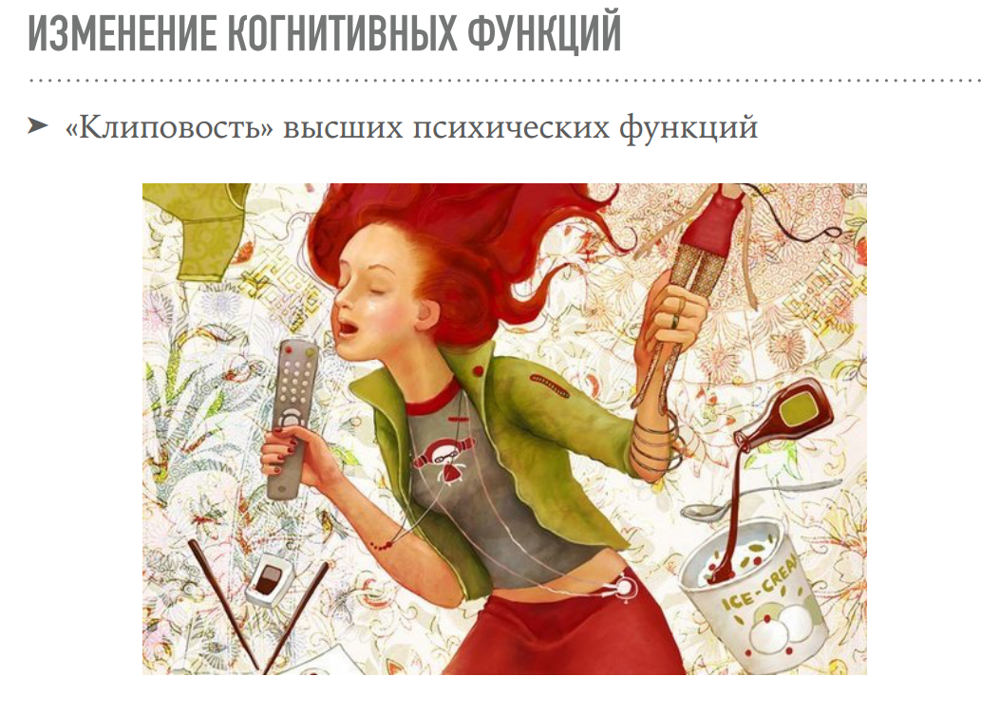 ИЗМЕНЕНИЕ КОГНИТИВНЫХ ФУНКЦИЙ
➤ «Клиповость» высших психических функций
ICE-CREAM